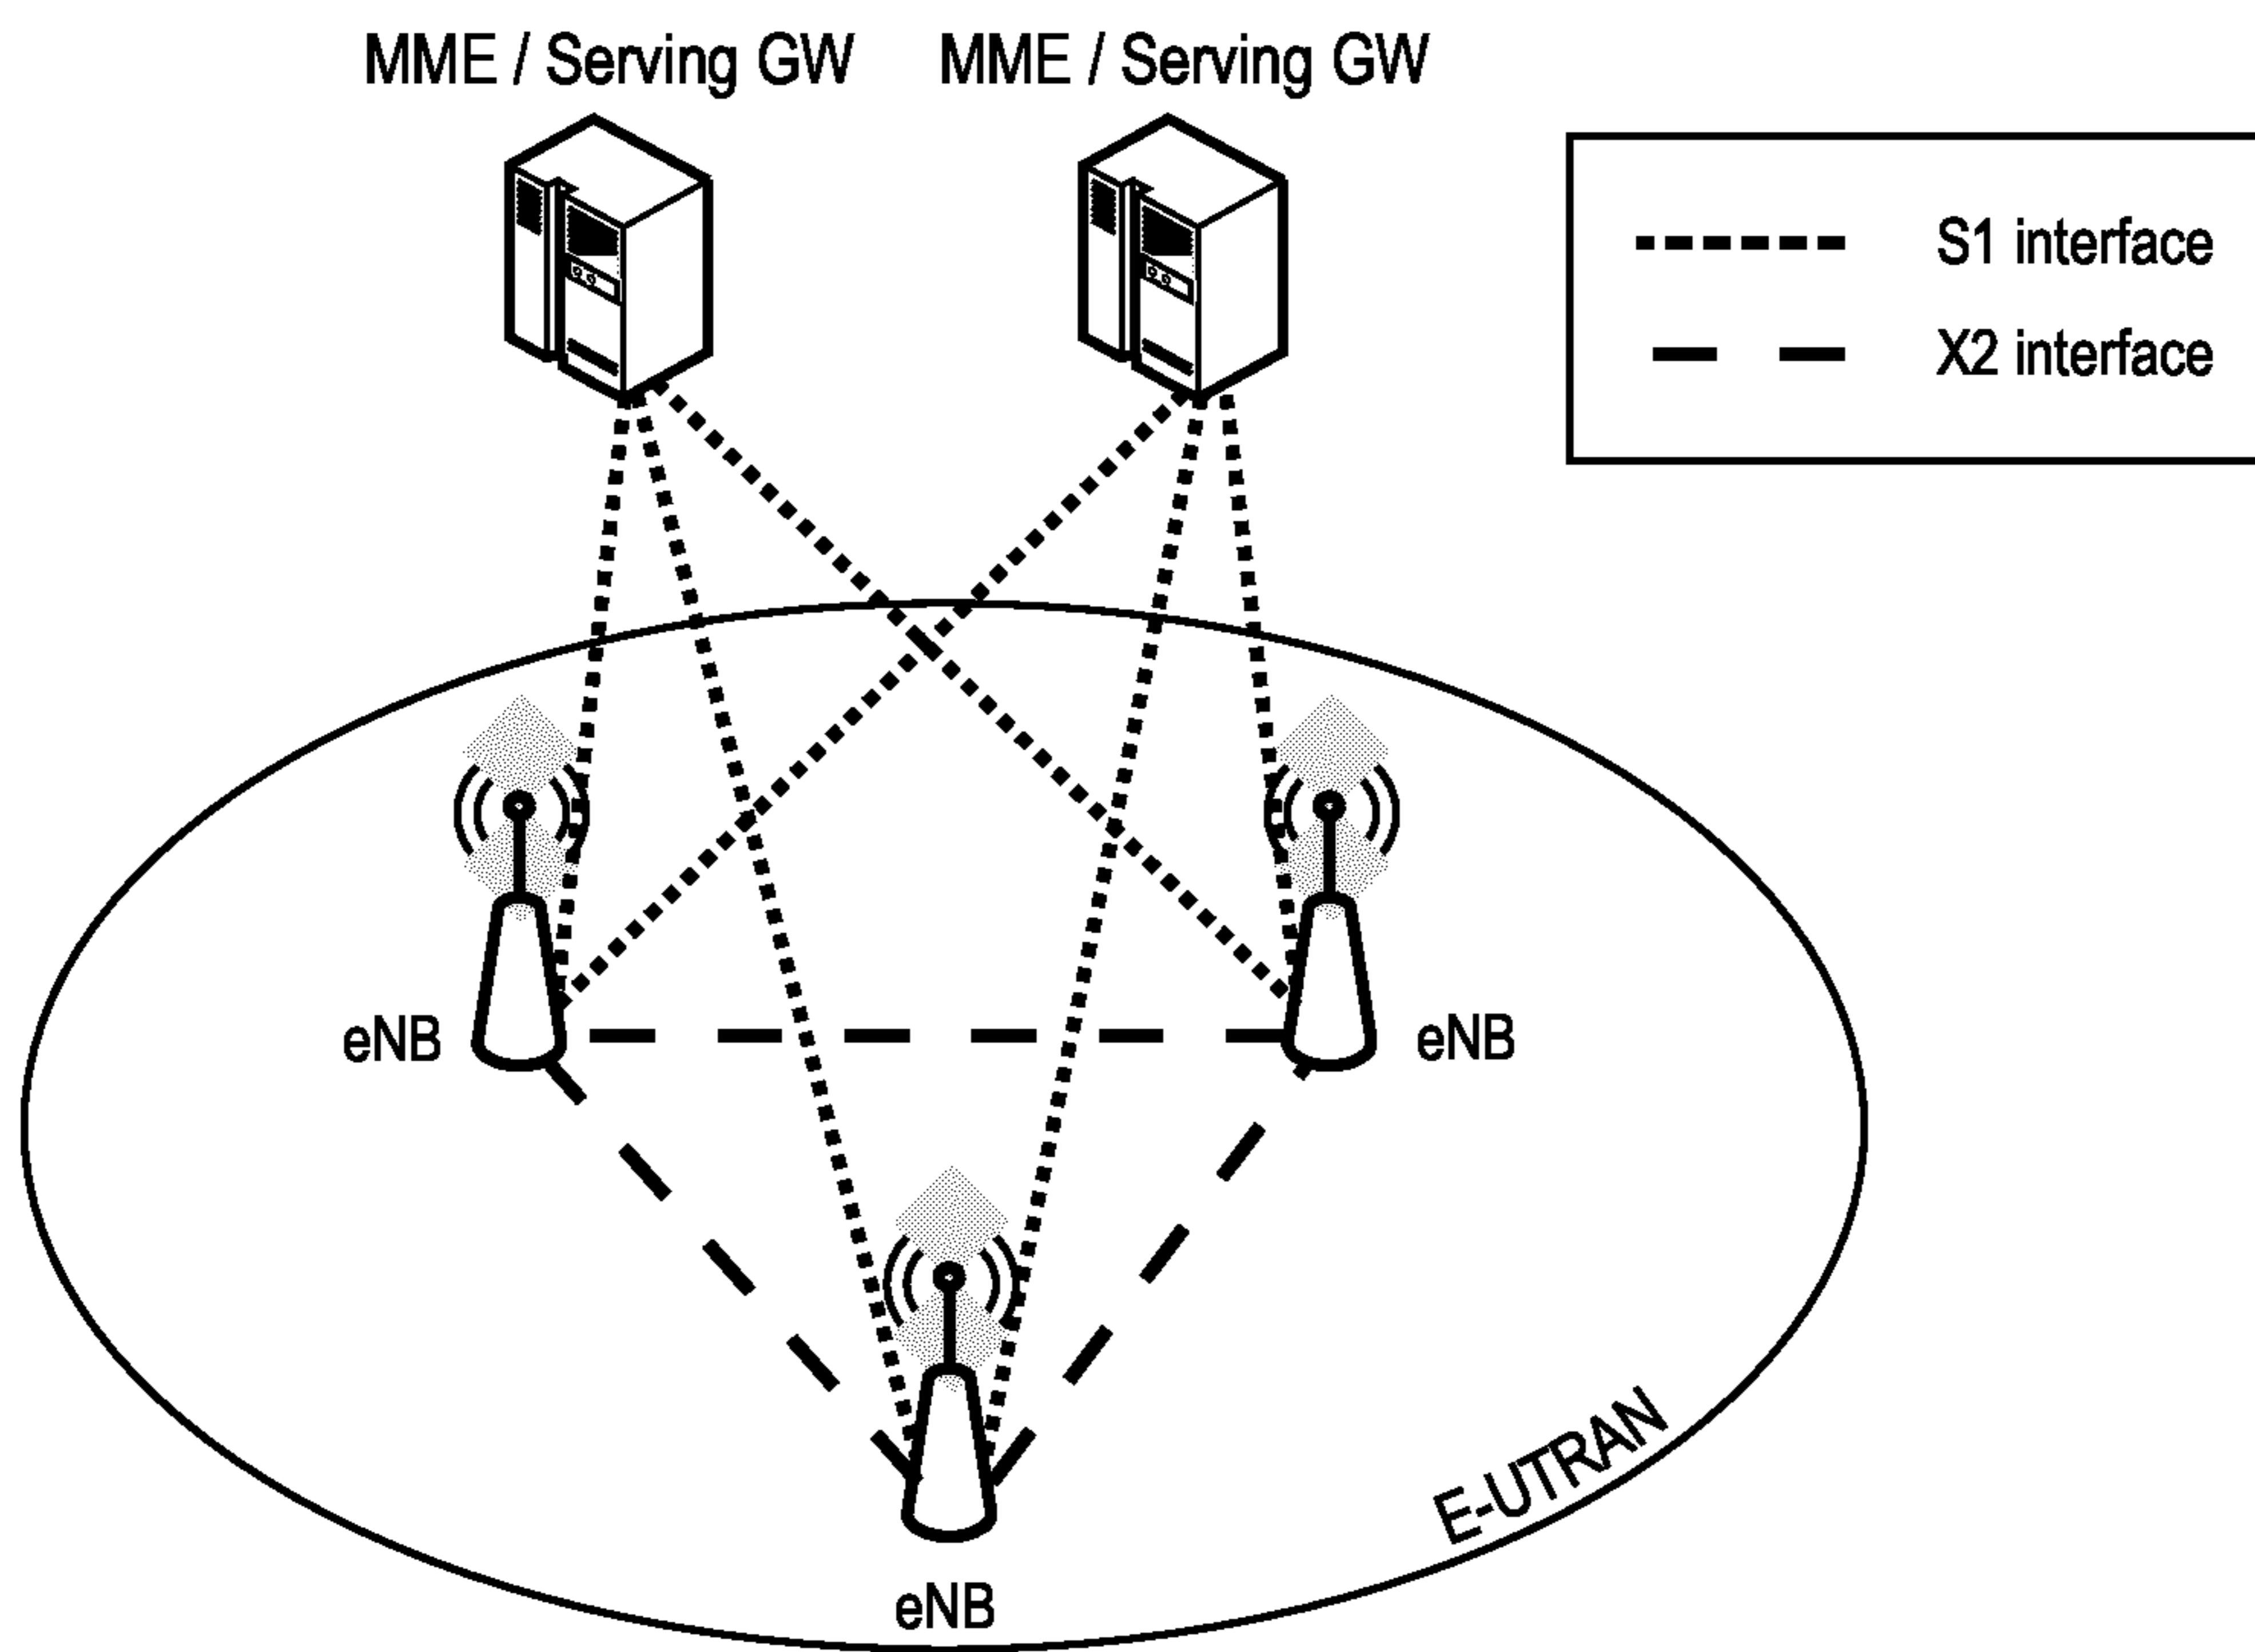 MME / Serving GW
MME / Serving GW
S1 interface
X2 interface
eNB
eNB
E-UTRAN
eNB